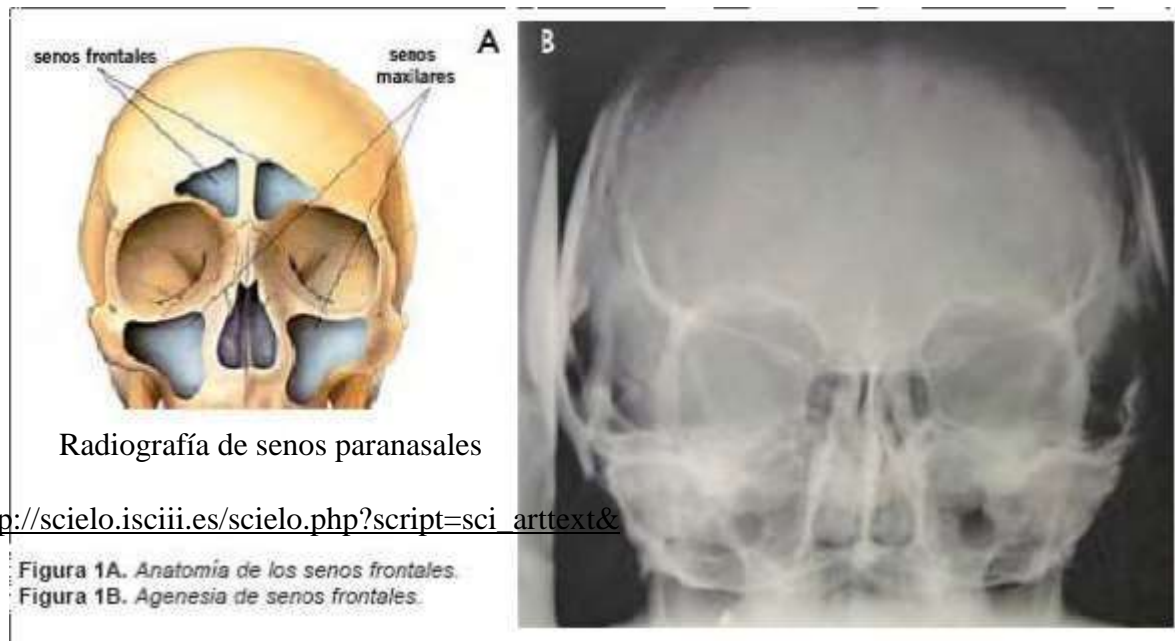 senos frontales
A
senos
maxilares
B
Radiografía de senos paranasales
p://scielo.isciii.es/scielo.php?script=sci_arttext&
Figura 1A. Anatomía de los senos frontales.
Figura 1B. Agenesia de senos frontales.